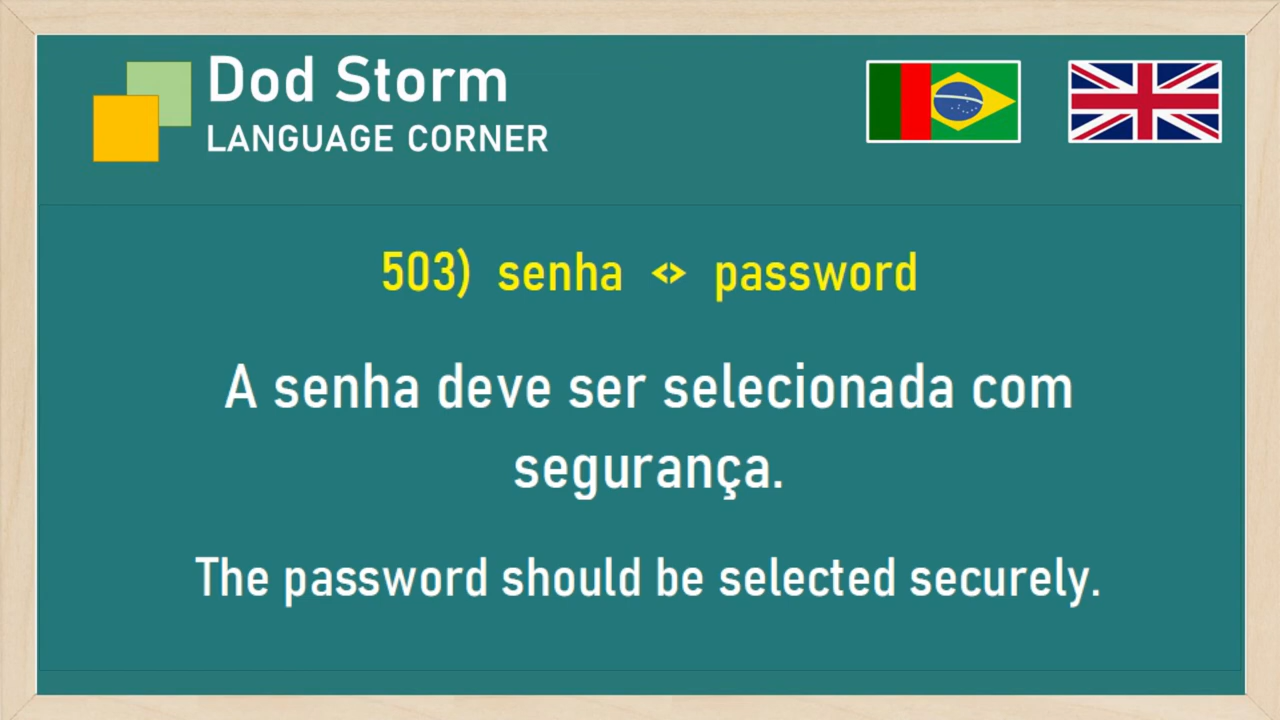 Dod Storm
LANGUAGE CORNER
503) senha <> password
A senha deve ser selecionada com
segurança.
The password should be selected securely.